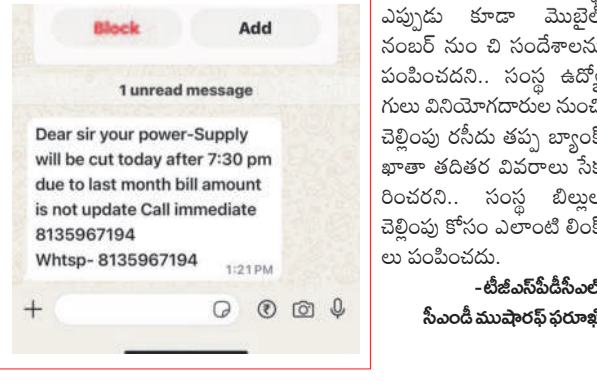 Block
Add
1 unread message
Dear sir your power-Supply
will be cut today after 7:30 pm
due to last month bill amount
is not update Call immediate
8135967194
Whtsp- 8135967194
1:21 PM
ఎప్పుడు కూడా మొబైల్
నంబర్ నుం చి సందేశాలను
పంపించదని.. సంస్థ ఉద్యో
గులు వినియోగదారుల నుంచి
చెల్లింపు రసీదు తప్ప బ్యాంక్
ఖాతా తదితర వివరాలు సేక
రించరని.. సంస్థ బిల్లుల
చెల్లింపు కోసం ఎలాంటి లింక్
లు పంపించదు.
-టీజీఎస్పీడీసీఎల్
సీఎండీ ముషారఫ్ ఫరూఖీ